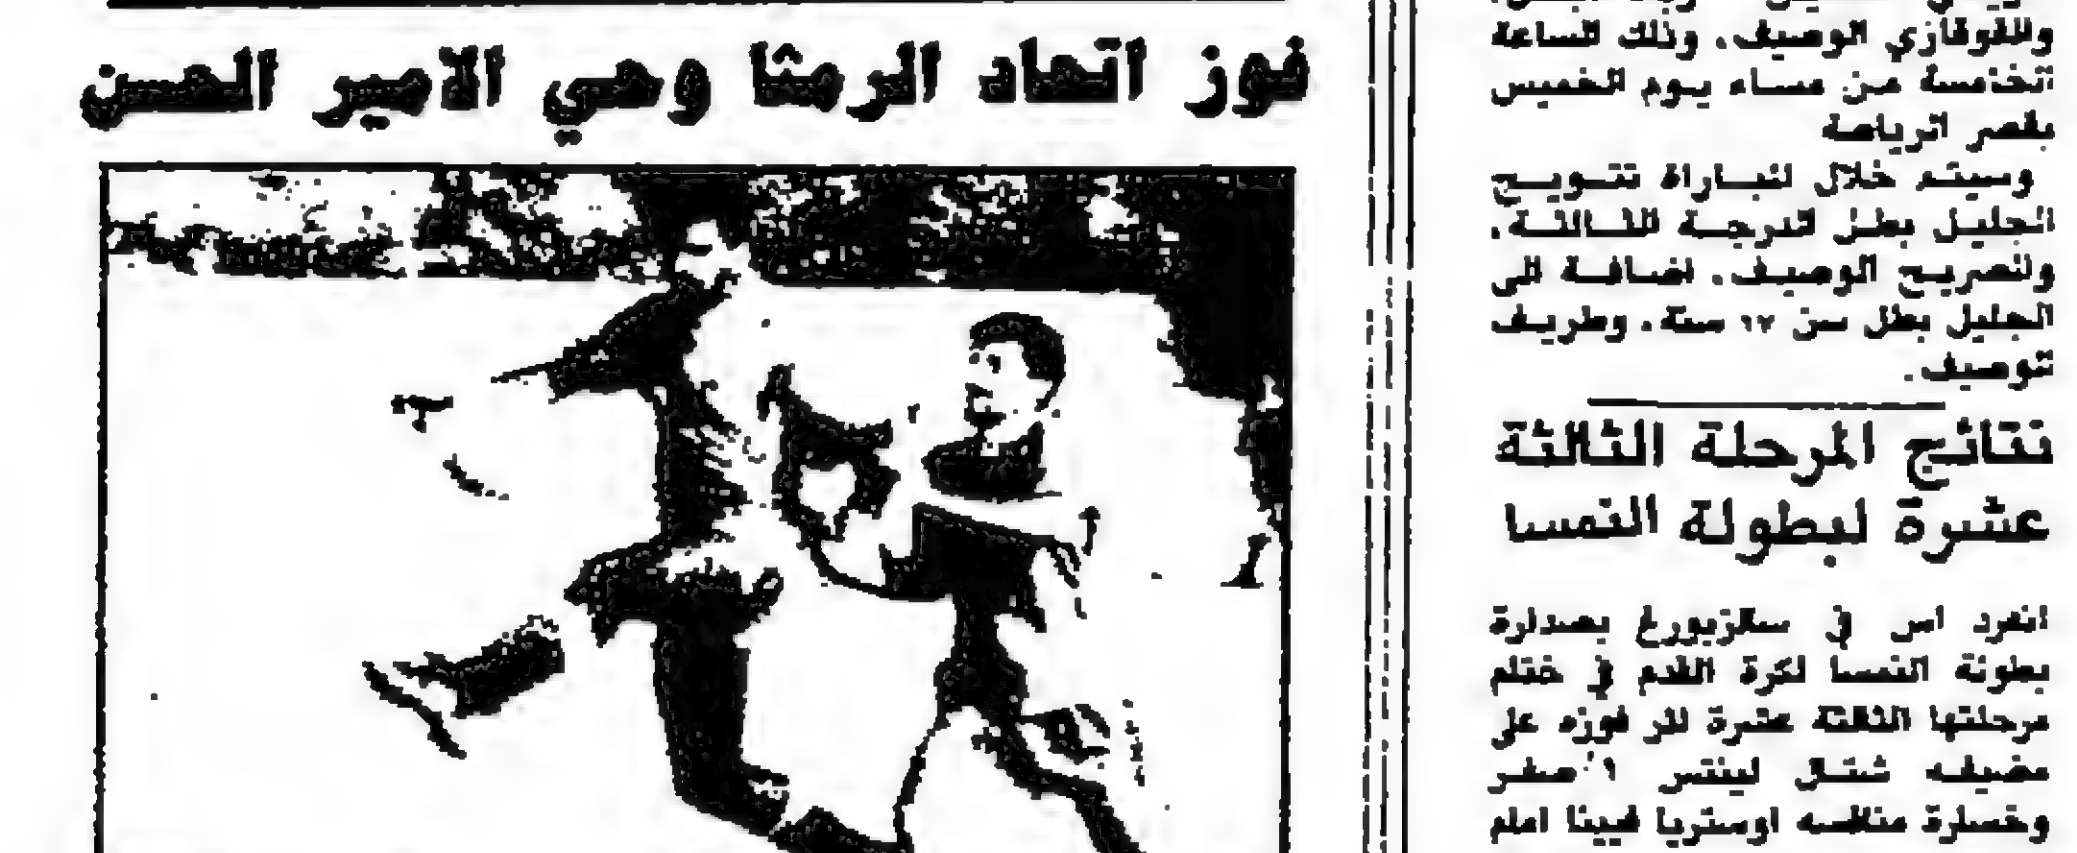 فوز اتحاد الرمثا وحي الامير الحسن
وللقوقازي الوصيف، وذلك الساعة
الخامسة من مساء يوم الخميس
بقصر الرياضة
وسيتم خلال المباراة تتويج
الجليل بطل الدرجة الثالثة،
والصريح الوصيف، اضافة الى
الجليل بطل سن ١٧ سنة، وطريف
الوصيف.
نتائج المرحلة الثالثة
عشرة لبطولة النمسا
انفرد امس في سالزبورغ بصدارة
بطولة النمسا لكرة القدم في ختام
مرحلتها الثالثة عشرة اثر فوزه على
مضيفه شتال لينتس ١/صفر
وخسارة منافسه اوستريا فيينا امام